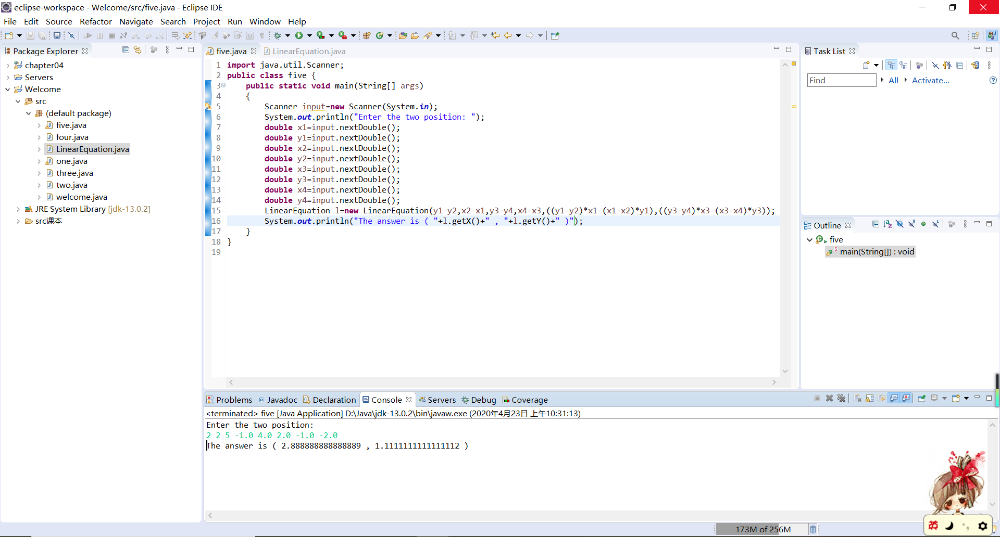 eclipse-workspace - Welcome/src/five.java - Eclipse IDE
File Edit Source Refactor Navigate Search Project Run Window Help
Package Explorer
chapter04
Servers
Welcome
src
(default package)
five.java
four.java
LinearEquation.java
one.java
three.java
two.java
welcome.java
JRE System Library [jdk-13.0.2]
src课本
five.java LinearEquation.java
1 import java.util.Scanner;
2 public class five {
3 public static void main(String[] args)
4 {
5 Scanner input=new Scanner(System.in);
6 System.out.println("Enter the two position: ");
7 double x1=input.nextDouble();
8 double y1=input.nextDouble();
9 double x2=input.nextDouble();
10 double y2=input.nextDouble();
11 double x3=input.nextDouble();
12 double y3=input.nextDouble();
13 double x4=input.nextDouble();
14 double y4=input.nextDouble();
15 LinearEquation l=new LinearEquation(y1-y2,x2-x1,y3-y4,x4-x3,((y1-y2)*x1-(x1-x2)*y1),((y3-y4)*x3-(x3-x4)*y3));
16 System.out.println("The answer is ( "+l.getX()+" , "+l.getY()+" )");
17 }
18 }
19
Task List
Find All Activate...
Outline
five
main(String[]) : void
Problems Javadoc Declaration Console Servers Debug Coverage
<terminated> five [Java Application] D:\Java\jdk-13.0.2\bin\javaw.exe (2020年4月23日 上午10:31:13)
Enter the two position:
2 2 5 -1.0 4.0 2.0 -1.0 -2.0
The answer is ( 2.888888888888889 , 1.1111111111111112 )
173M of 256M
英